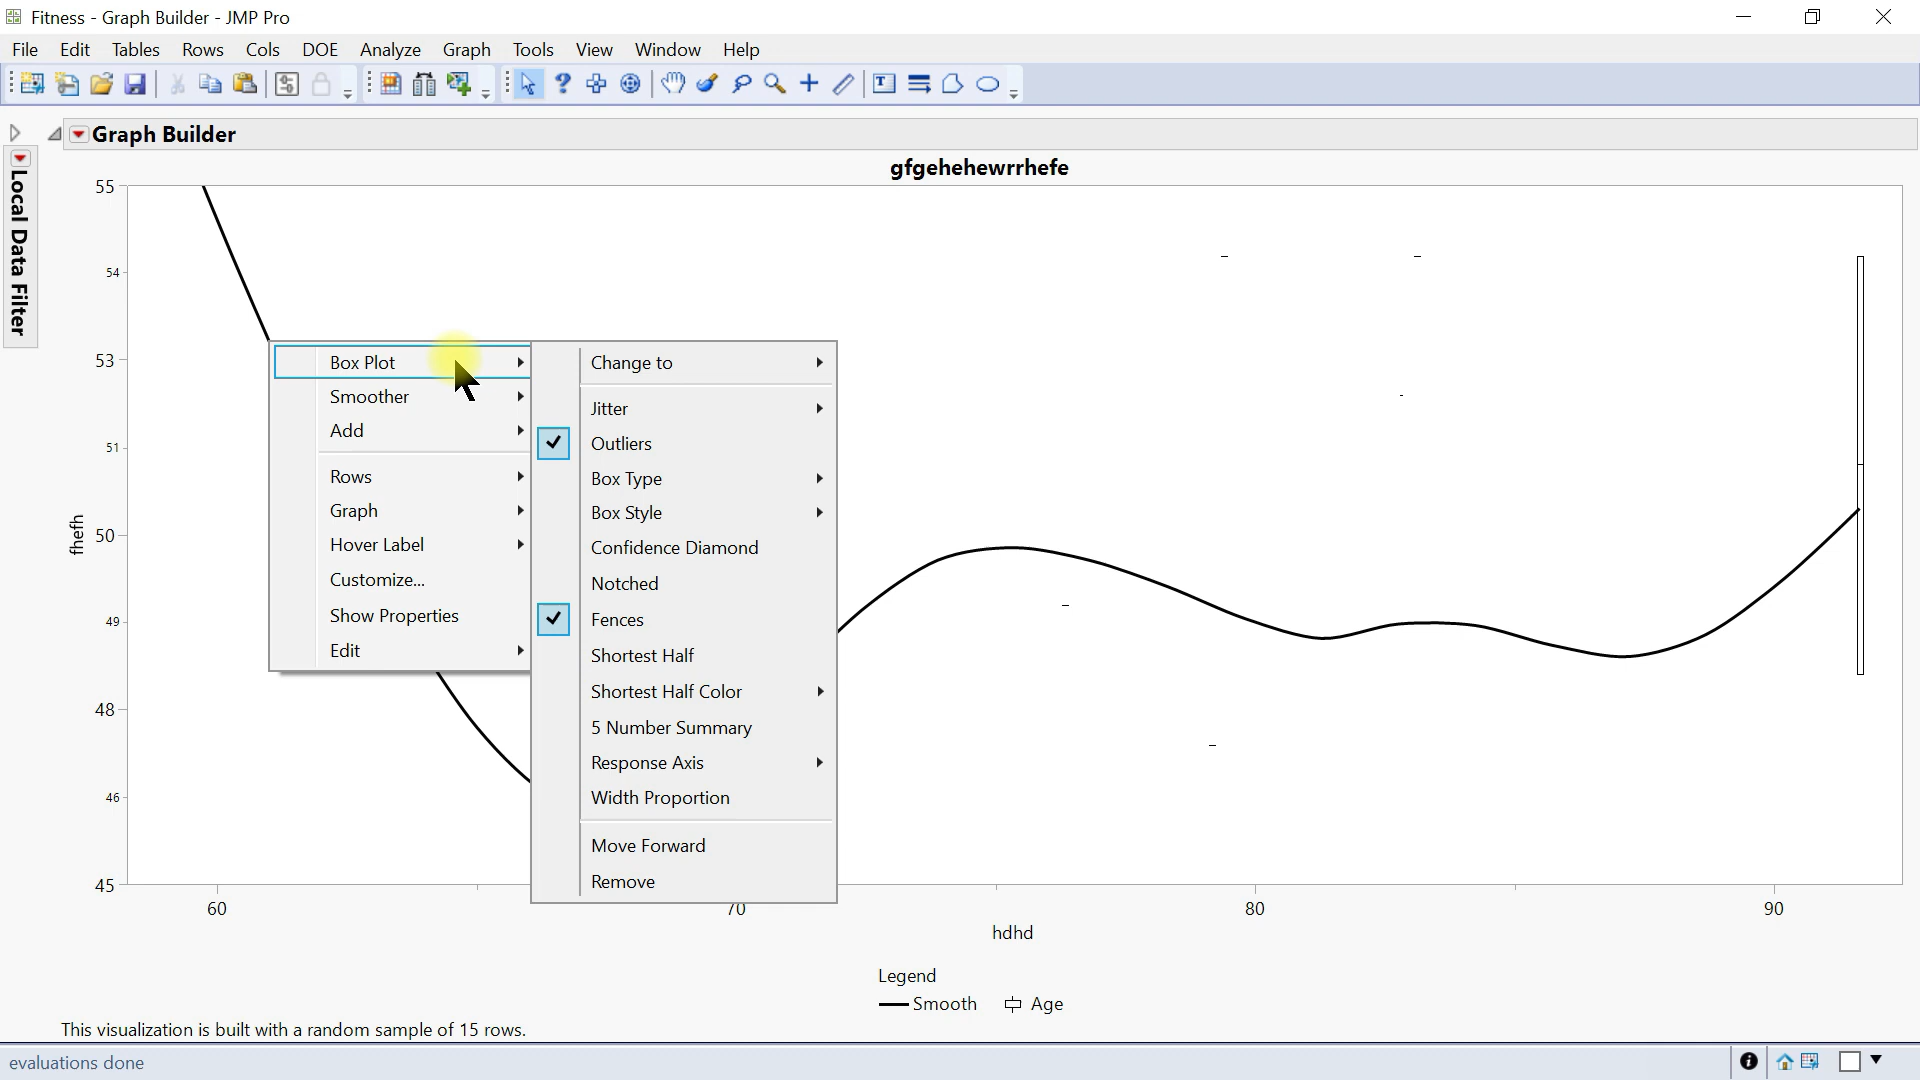 Fitness - Graph Builder - JMP Pro
File Edit Tables Rows Cols DOE Analyze Graph Tools View Window Help
Graph Builder
Local Data Filter
gfgehehewrrhefe
55
54
53
51
50
49
48
46
45
fhefh
Box Plot
Smoother
Add
Rows
Graph
Hover Label
Customize...
Show Properties
Edit
Change to
Jitter
Outliers
Box Type
Box Style
Confidence Diamond
Notched
Fences
Shortest Half
Shortest Half Color
5 Number Summary
Response Axis
Width Proportion
Move Forward
Remove
60 70 80 90
hdhd
Legend
Smooth Age
This visualization is built with a random sample of 15 rows.
evaluations done